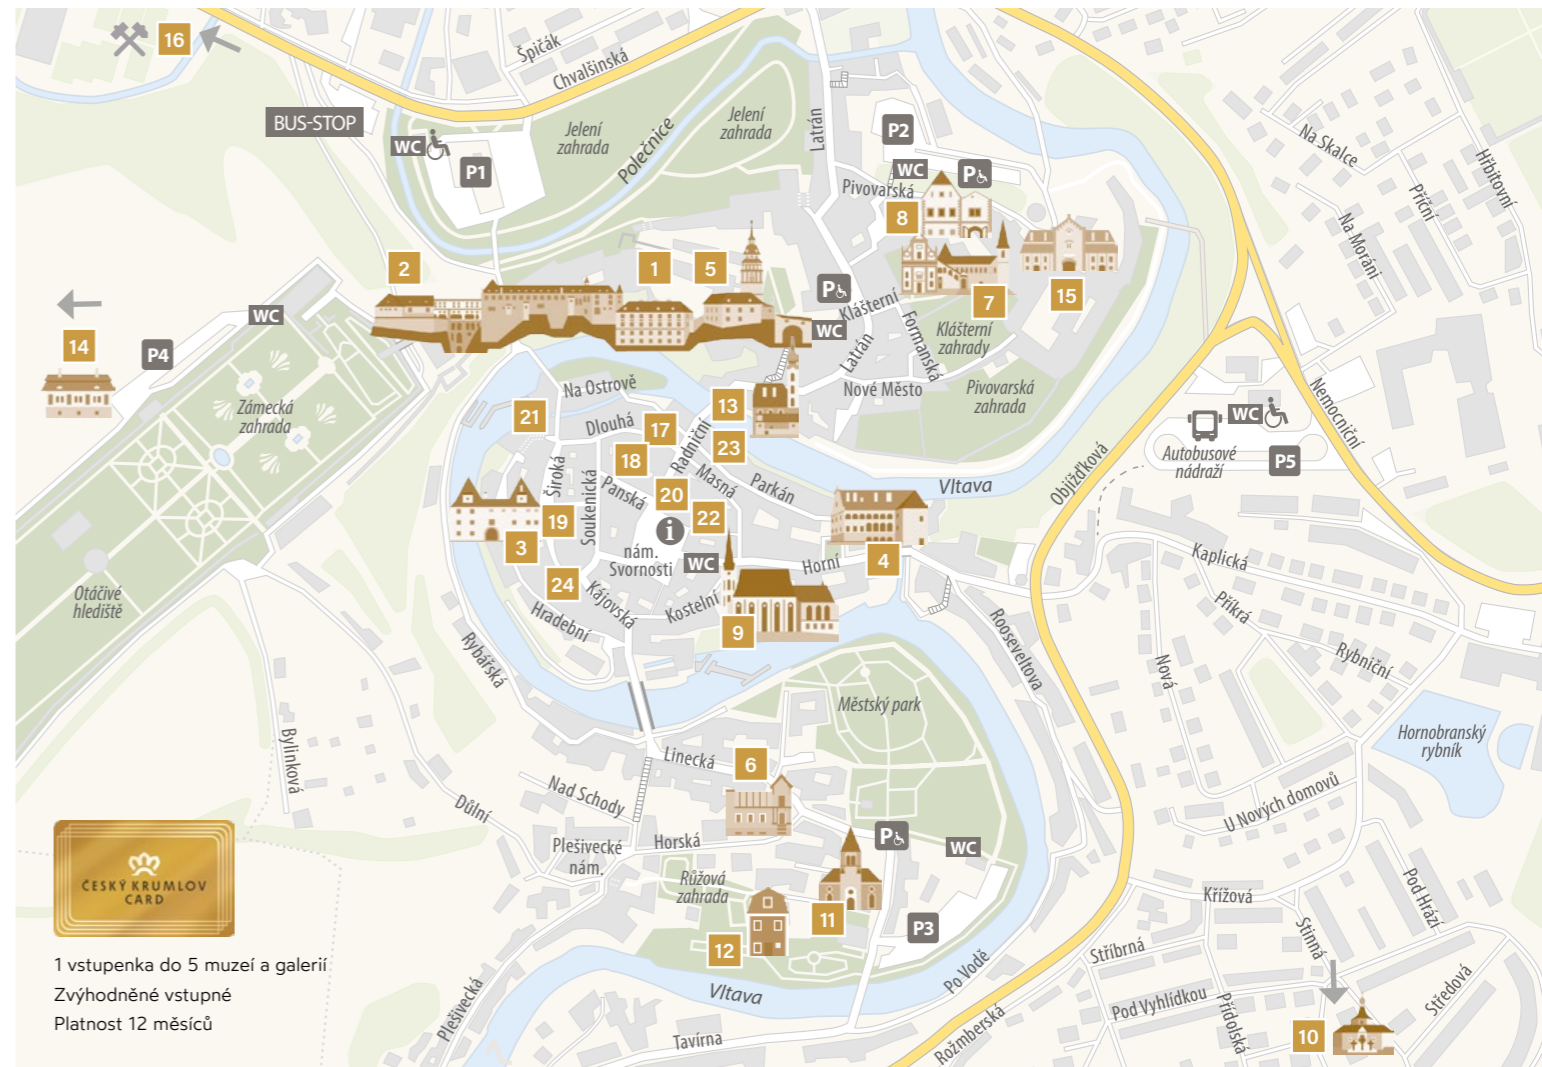 16
Špičák
Chvalšinská
BUS-STOP
WC
P1
Jelení
zahrada
Jelení
zahrada
Polečnice
Latrán
P2
WC
P
Pivovarská
8
Na Skalce
Hřbitovní
Příční
Na Moráni
2
1
5
7
15
14
P4
WC
P
WC
Klášterní
Formanská
Klášterní
zahrady
Latrán
Nové Město
Pivovarská
zahrada
Zámecká
zahrada
Na Ostrově
21
Dlouhá
17
13
Radniční
23
18
Široká
Soukenická
Panská
20
Masná
Parkán
22
Vltava
Objížďková
Nemocniční
WC
Autobusové
nádraží
P5
19
3
nám.
Svornosti
WC
Horní
4
24
Kájovská
Kostelní
Hradební
9
Otáčivé
hlediště
Rybářská
Rooseveltova
Kaplická
Příkrá
Rybniční
Nová
Městský park
Hornobranský
rybník
Bylinková
Linecká
6
Nad Schody
Důlní
Plešivecké
nám.
Horská
P
WC
U Nových domovů
Růžová
zahrada
11
12
P3
Křížová
Pod Hrází
Stinná
Stříbrná
Středová
Po Vodě
Vltava
Plešivecká
Pod Vyhlídkou
Přídolská
Tavírna
Rožmberská
10
ČESKÝ KRUMLOV
CARD
1 vstupenka do 5 muzeí a galerií
Zvýhodněné vstupné
Platnost 12 měsíců